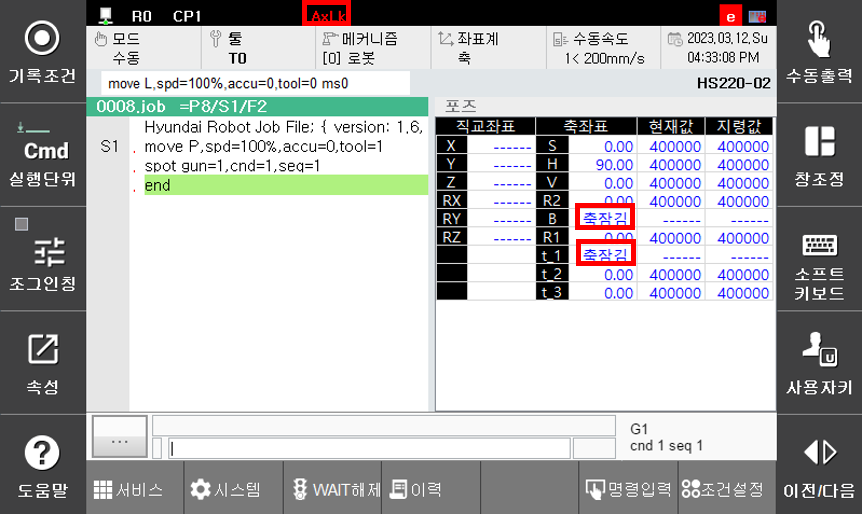 R0 CP1 AxLk e
모드 수동
툴 T0
메커니즘 [0] 로봇
좌표계 축
수동속도 1< 200mm/s
2023,03,12,Su 04:33:08 PM
move L,spd=100%,accu=0,tool=0 ms0
HS220-02
0008.job =P8/S1/F2
Hyundai Robot Job File; { version: 1.6,
S1 move P,spd=100%,accu=0,tool=1
spot gun=1,cnd=1,seq=1
end
포즈
직교좌표 축좌표 현재값 지령값
X ------ S 0.00 400000 400000
Y ------ H 90.00 400000 400000
Z ------ V 0.00 400000 400000
RX ------ R2 0.00 400000 400000
RY ------ B 축잠김 ------ ------
RZ ------ R1 0.00 400000 400000
t_1 축잠김 ------ ------
t_2 0.00 400000 400000
t_3 0.00 400000 400000
기록조건
Cmd
실행단위
조그인칭
속성
도움말
수동출력
창조정
소프트
키보드
U
사용자키
이전/다음
...
G1
cnd 1 seq 1
서비스 시스템 WAIT해제 이력 명령입력 조건설정